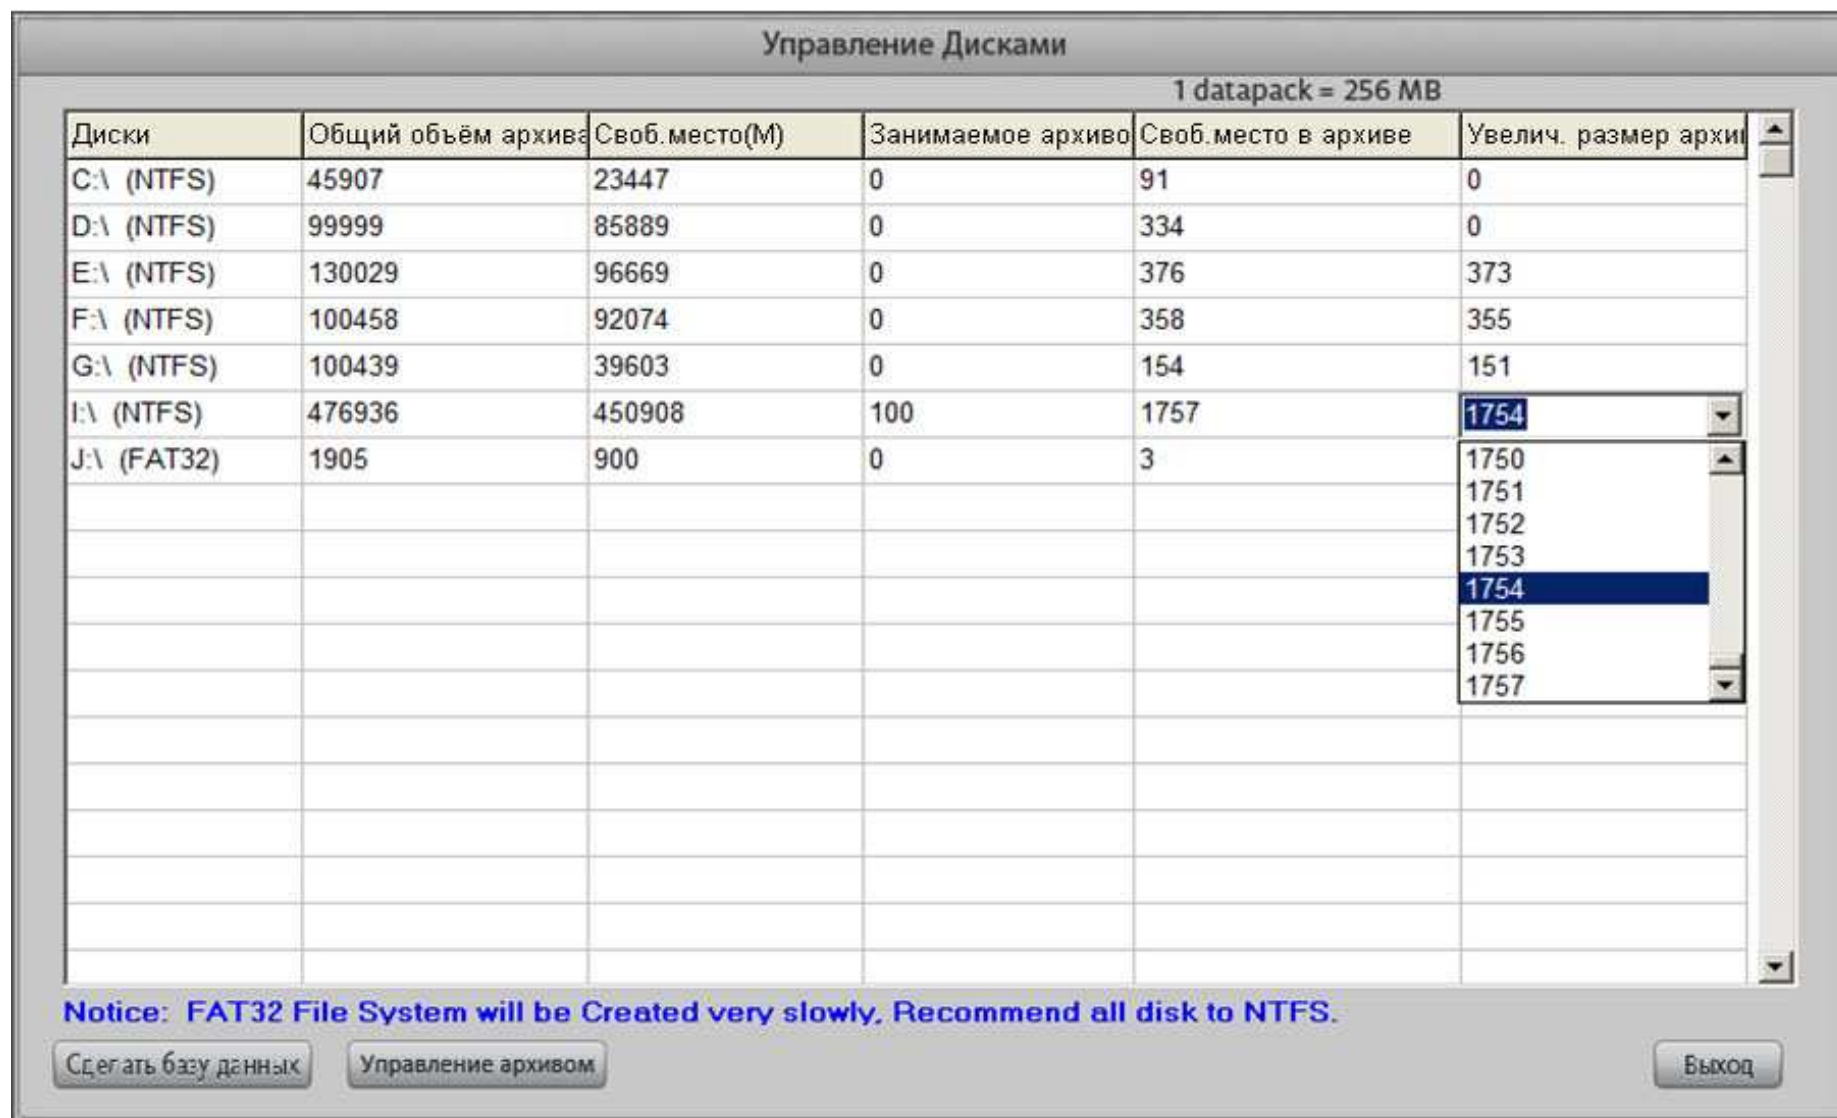 Управление Дисками
1 datapack = 256 MB
Диски Общий объём архива Своб.место(M) Занимаемое архиво Своб.место в архиве Увелич. размер архи
C:\ (NTFS) 45907 23447 0 91 0
D:\ (NTFS) 99999 85889 0 334 0
E:\ (NTFS) 130029 96669 0 376 373
F:\ (NTFS) 100458 92074 0 358 355
G:\ (NTFS) 100439 39603 0 154 151
I:\ (NTFS) 476936 450908 100 1757 1754
J:\ (FAT32) 1905 900 0 3 1750
1751
1752
1753
1754
1755
1756
1757
Notice: FAT32 File System will be Created very slowly, Recommend all disk to NTFS.
Сделать базу данных Управление архивом Выход